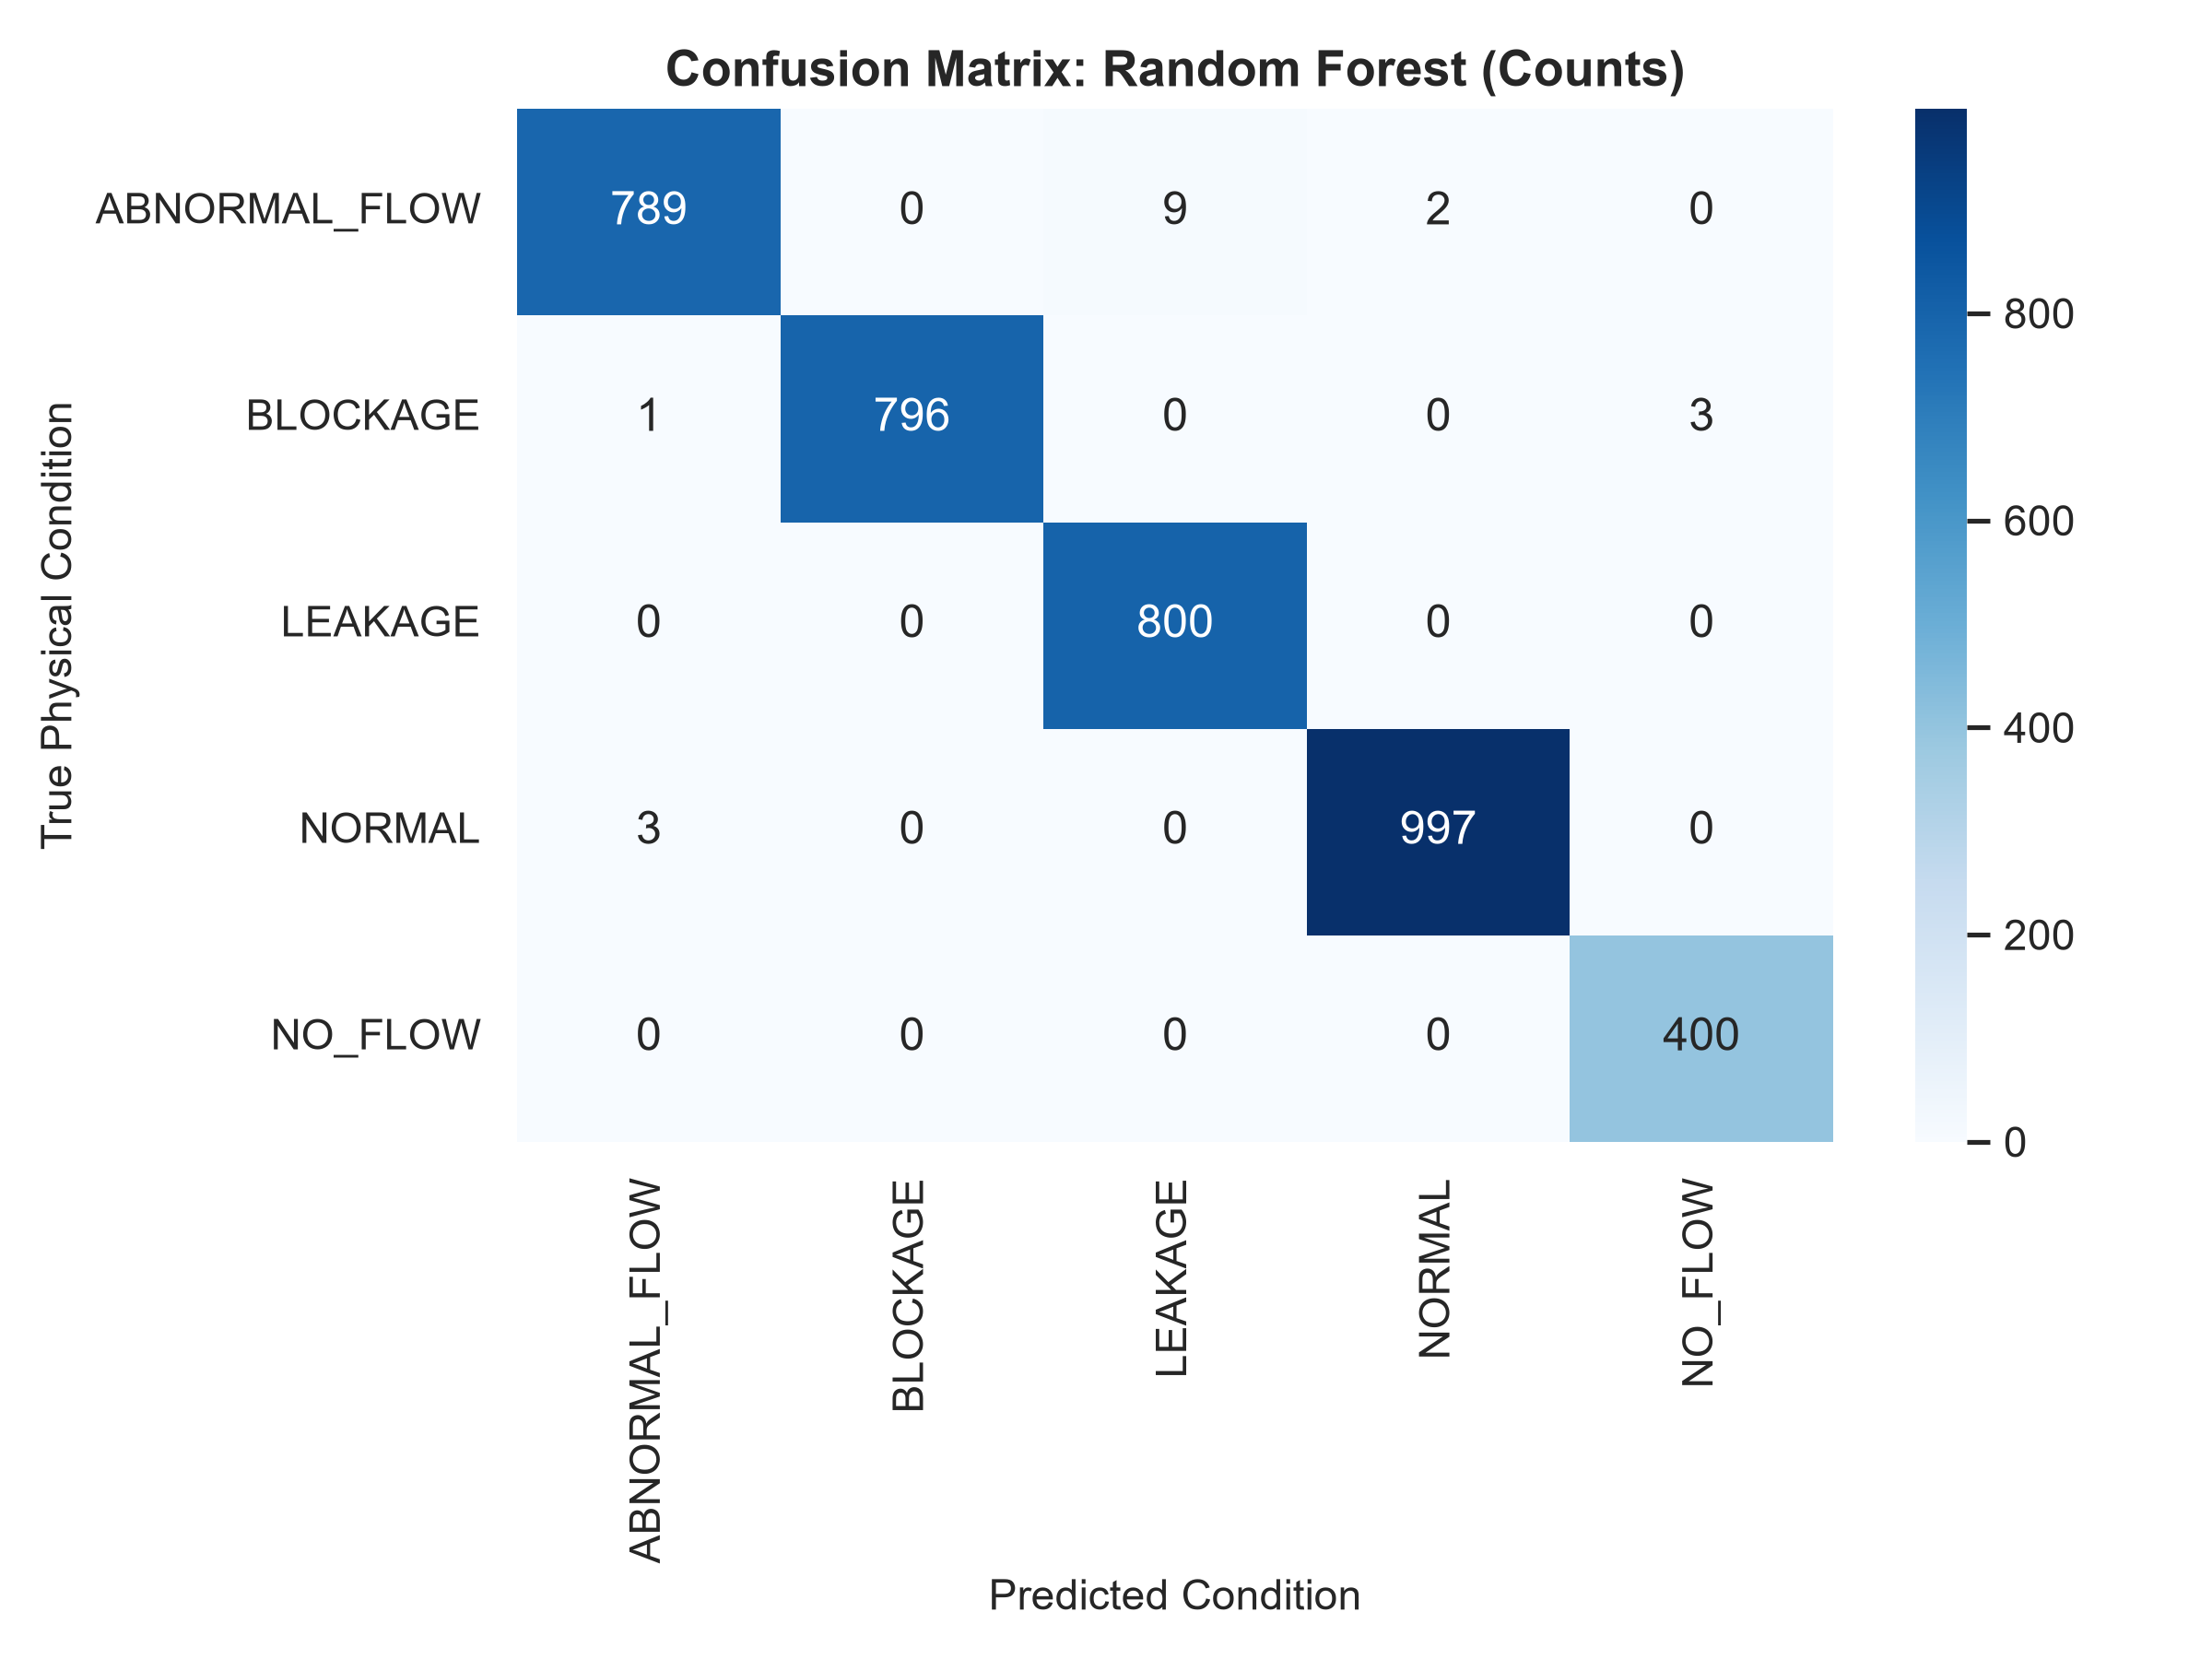 Confusion Matrix: Random Forest (Counts)
True Physical Condition
ABNORMAL_FLOW 789 0 9 2 0
BLOCKAGE 1 796 0 0 3
LEAKAGE 0 0 800 0 0
NORMAL 3 0 0 997 0
NO_FLOW 0 0 0 0 400
ABNORMAL_FLOW
BLOCKAGE
LEAKAGE
NORMAL
NO_FLOW
Predicted Condition
800
600
400
200
0